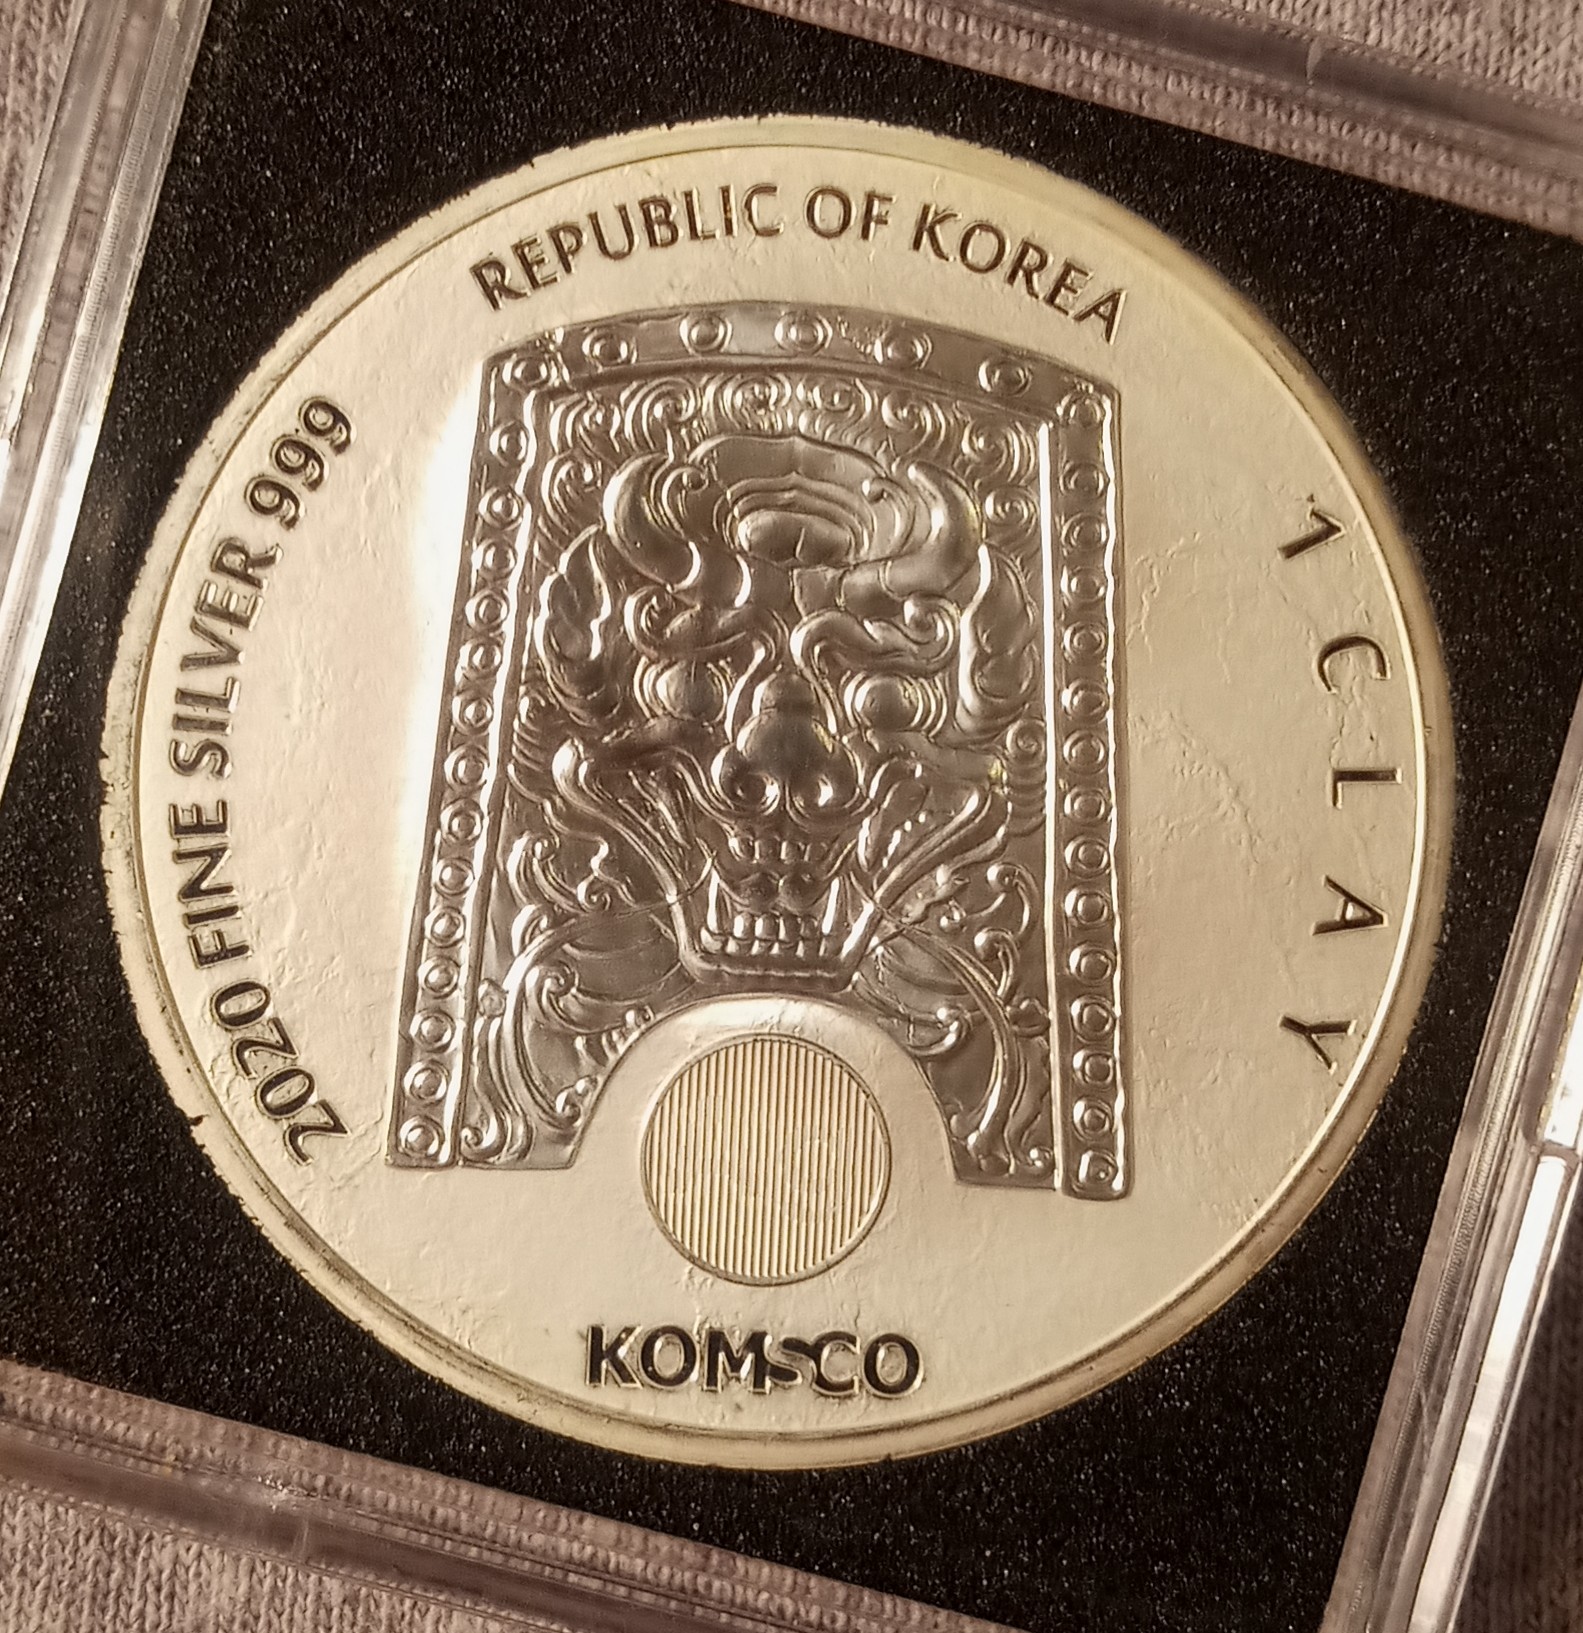 REPUBLIC OF KOREA
2020 FINE SILVER 999
1 CLAY
KOMSCO